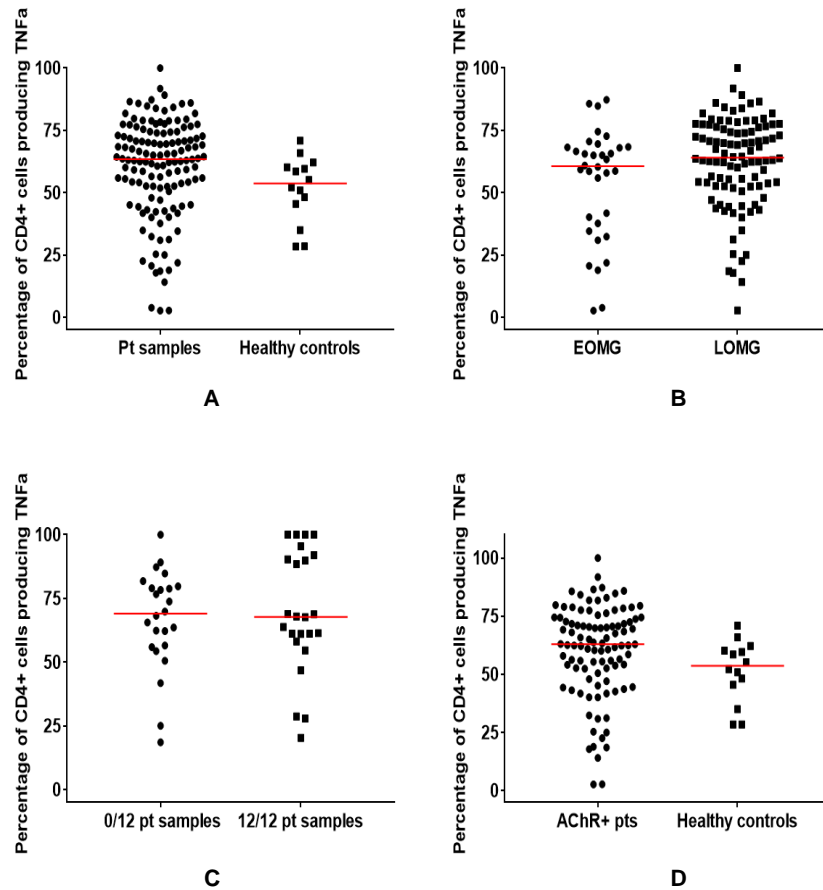 Percentage of CD4+ cells producing TNFa
100
75
50
25
0
Pt samples Healthy controls
A
Percentage of CD4+ cells producing TNFa
100
75
50
25
0
EOMG LOMG
B
Percentage of CD4+ cells producing TNFa
100
75
50
25
0
0/12 pt samples 12/12 pt samples
C
Percentage of CD4+ cells producing TNFa
100
75
50
25
0
AChR+ pts Healthy controls
D